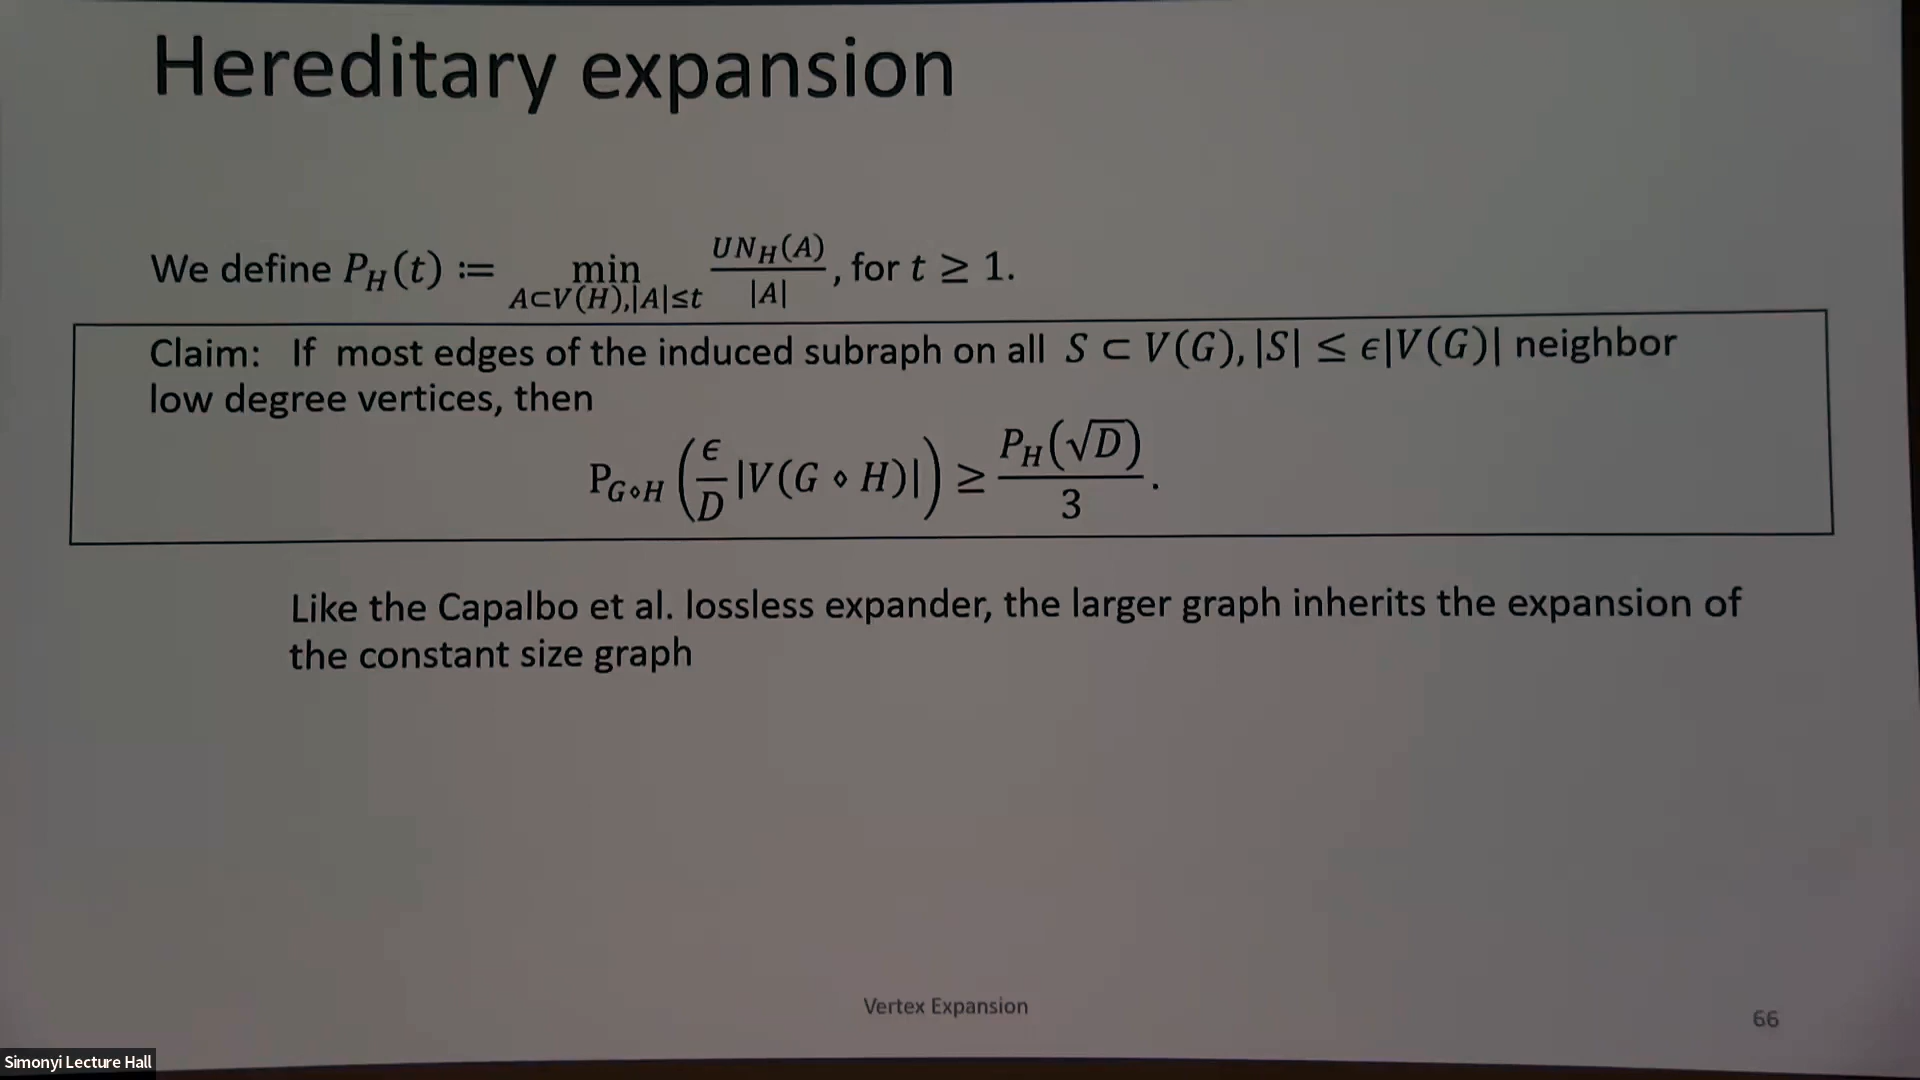 Hereditary expansion
We define P_H(t) ≔ min_{A⊂V(H),|A|≤t} UN_H(A)/|A|, for t ≥ 1.
Claim: If most edges of the induced subraph on all S ⊂ V(G), |S| ≤ ϵ|V(G)| neighbor
low degree vertices, then
P_{G⋄H}(ϵ/D |V(G ⋄ H)|) ≥ P_H(√D)/3.
Like the Capalbo et al. lossless expander, the larger graph inherits the expansion of
the constant size graph
Vertex Expansion
66
Simonyi Lecture Hall